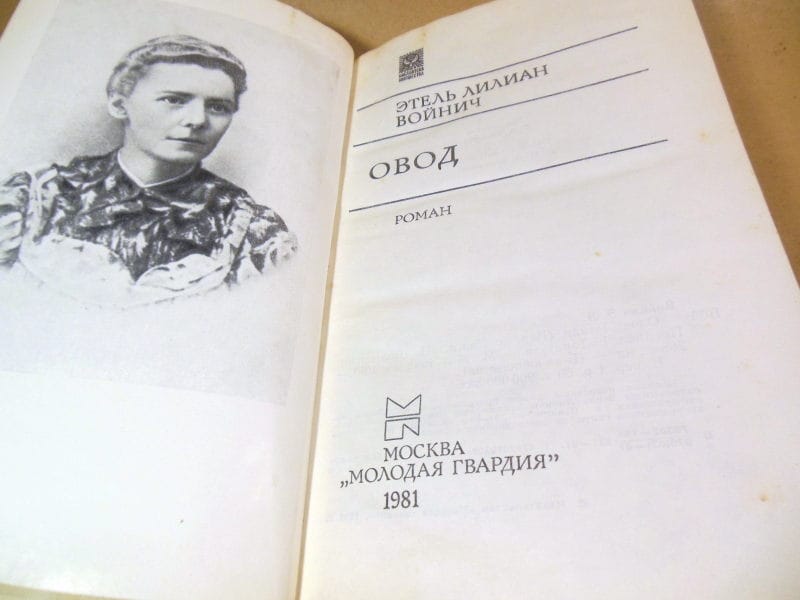 ЭТЕЛЬ ЛИЛИАН
ВОЙНИЧ
ОВОД
РОМАН
МОСКВА
„МОЛОДАЯ ГВАРДИЯ”
1981